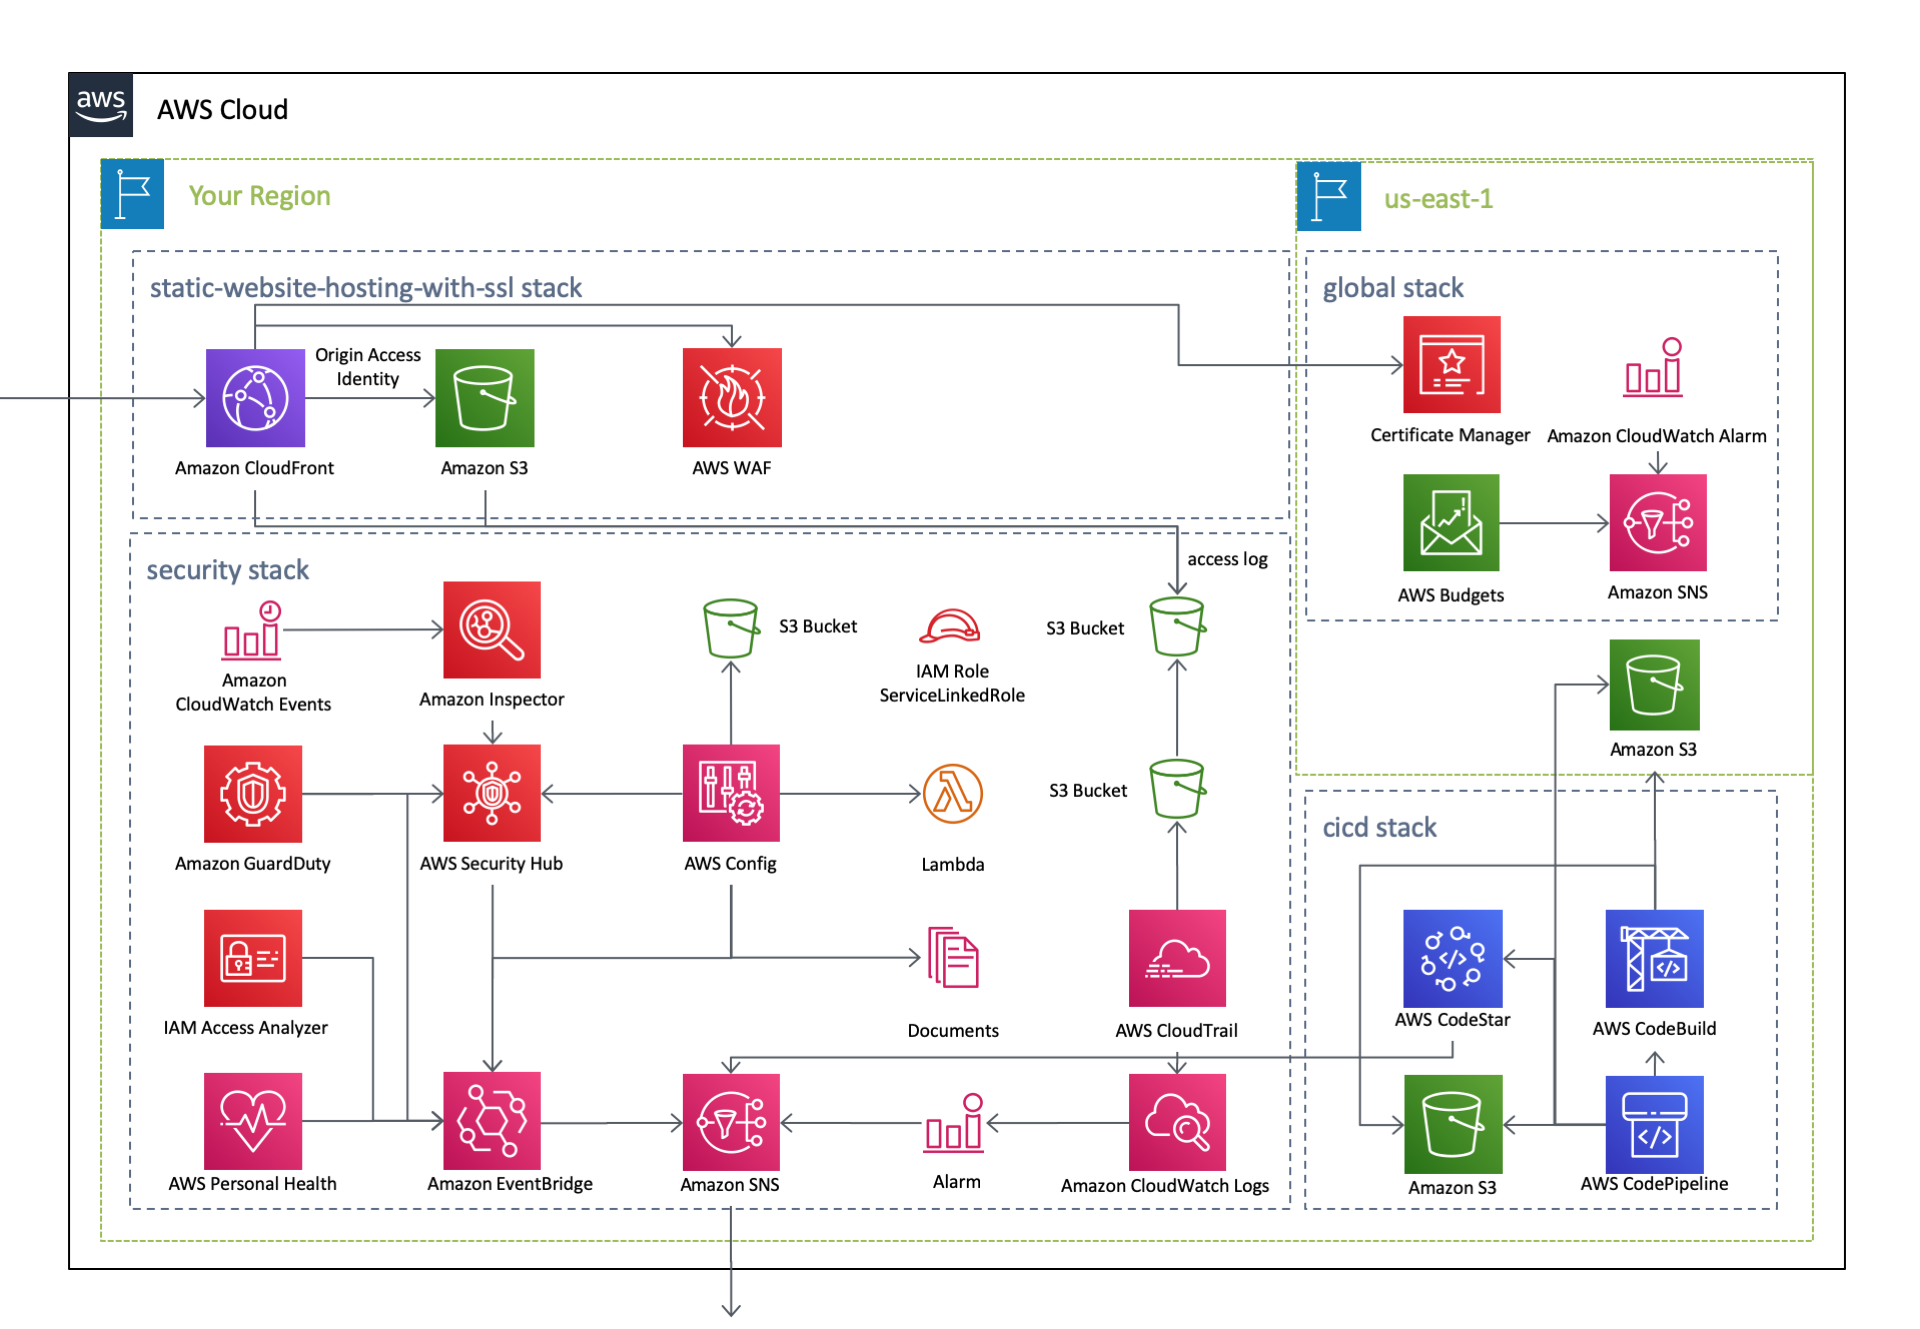 aws
AWS Cloud
Your Region
us-east-1
static-website-hosting-with-ssl stack
global stack
Origin Access
Identity
Amazon CloudFront
Amazon S3
AWS WAF
Certificate Manager
Amazon CloudWatch Alarm
AWS Budgets
Amazon SNS
security stack
access log
Amazon
CloudWatch Events
Amazon Inspector
S3 Bucket
IAM Role
ServiceLinkedRole
S3 Bucket
Amazon S3
Amazon GuardDuty
AWS Security Hub
AWS Config
Lambda
S3 Bucket
cicd stack
IAM Access Analyzer
Documents
AWS CloudTrail
AWS CodeStar
AWS CodeBuild
AWS Personal Health
Amazon EventBridge
Amazon SNS
Alarm
Amazon CloudWatch Logs
Amazon S3
AWS CodePipeline